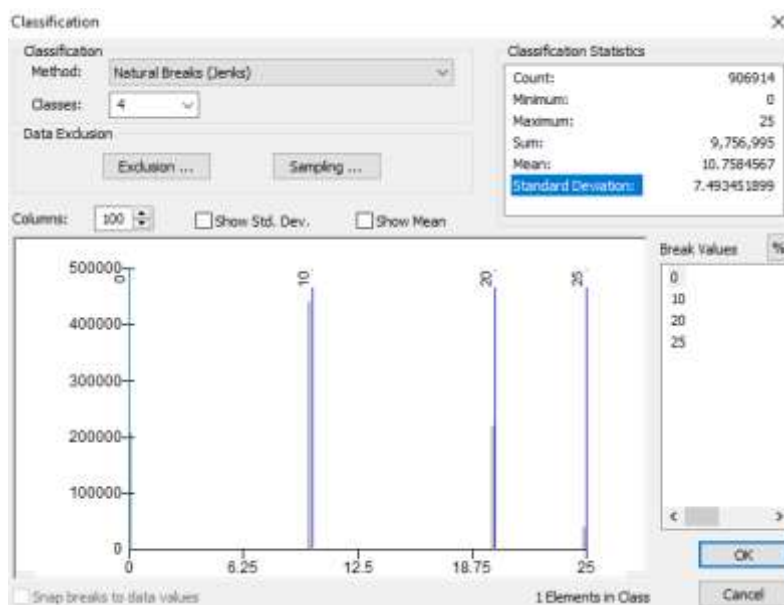 Classification
Classification
Method: Natural Breaks (Jenks)
Classes: 4
Data Exclusion
Exclusion ... Sampling ...
Classification Statistics
Count: 906914
Minimum: 0
Maximum: 25
Sum: 9,756,995
Mean: 10.7584567
Standard Deviation: 7.493451899
Columns: 100 Show Std. Dev. Show Mean
Break Values %
0
10
20
25
0 10 20 25
500000
400000
300000
200000
100000
0
0 6.25 12.5 18.75 25
Snap breaks to data values 1 Elements in Class
OK
Cancel